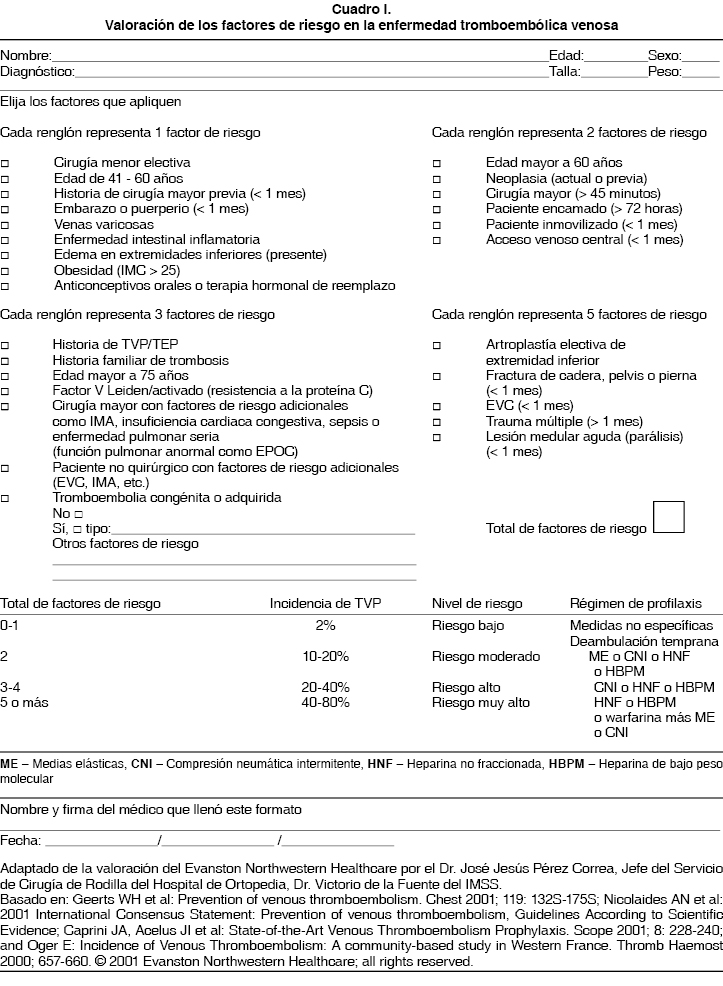 Cuadro I.
Valoración de los factores de riesgo en la enfermedad tromboembólica venosa
Nombre: Edad: Sexo:
Diagnóstico: Talla: Peso:
Elija los factores que apliquen
Cada renglón representa 1 factor de riesgo
□ Cirugía menor electiva
□ Edad de 41 - 60 años
□ Historia de cirugía mayor previa (< 1 mes)
□ Embarazo o puerperio (< 1 mes)
□ Venas varicosas
□ Enfermedad intestinal inflamatoria
□ Edema en extremidades inferiores (presente)
□ Obesidad (IMC > 25)
□ Anticonceptivos orales o terapia hormonal de reemplazo
Cada renglón representa 2 factores de riesgo
□ Edad mayor a 60 años
□ Neoplasia (actual o previa)
□ Cirugía mayor (> 45 minutos)
□ Paciente encamado (> 72 horas)
□ Paciente inmovilizado (< 1 mes)
□ Acceso venoso central (< 1 mes)
Cada renglón representa 3 factores de riesgo
□ Historia de TVP/TEP
□ Historia familiar de trombosis
□ Edad mayor a 75 años
□ Factor V Leiden/activado (resistencia a la proteína C)
□ Cirugía mayor con factores de riesgo adicionales
como IMA, insuficiencia cardiaca congestiva, sepsis o
enfermedad pulmonar seria
(función pulmonar anormal como EPOC)
□ Paciente no quirúrgico con factores de riesgo adicionales
(EVC, IMA, etc.)
□ Tromboembolia congénita o adquirida
No □
Sí, □ tipo:
Otros factores de riesgo
Cada renglón representa 5 factores de riesgo
□ Artroplastía electiva de
extremidad inferior
□ Fractura de cadera, pelvis o pierna
(< 1 mes)
□ EVC (< 1 mes)
□ Trauma múltiple (> 1 mes)
□ Lesión medular aguda (parálisis)
(< 1 mes)
Total de factores de riesgo
Total de factores de riesgo Incidencia de TVP Nivel de riesgo Régimen de profilaxis
0-1 2% Riesgo bajo Medidas no específicas
Deambulación temprana
2 10-20% Riesgo moderado ME o CNI o HNF
o HBPM
3-4 20-40% Riesgo alto CNI o HNF o HBPM
5 o más 40-80% Riesgo muy alto HNF o HBPM
o warfarina más ME
o CNI
ME – Medias elásticas, CNI – Compresión neumática intermitente, HNF – Heparina no fraccionada, HBPM – Heparina de bajo peso
molecular
Nombre y firma del médico que llenó este formato
Fecha: / /
Adaptado de la valoración del Evanston Northwestern Healthcare por el Dr. José Jesús Pérez Correa, Jefe del Servicio
de Cirugía de Rodilla del Hospital de Ortopedia, Dr. Victorio de la Fuente del IMSS.
Basado en: Geerts WH et al: Prevention of venous thromboembolism. Chest 2001; 119: 132S-175S; Nicolaides AN et al:
2001 International Consensus Statement: Prevention of venous thromboembolism, Guidelines According to Scientific
Evidence; Caprini JA, Acelus JI et al: State-of-the-Art Venous Thromboembolism Prophylaxis. Scope 2001; 8: 228-240;
and Oger E: Incidence of Venous Thromboembolism: A community-based study in Western France. Thromb Haemost
2000; 657-660. © 2001 Evanston Northwestern Healthcare; all rights reserved.